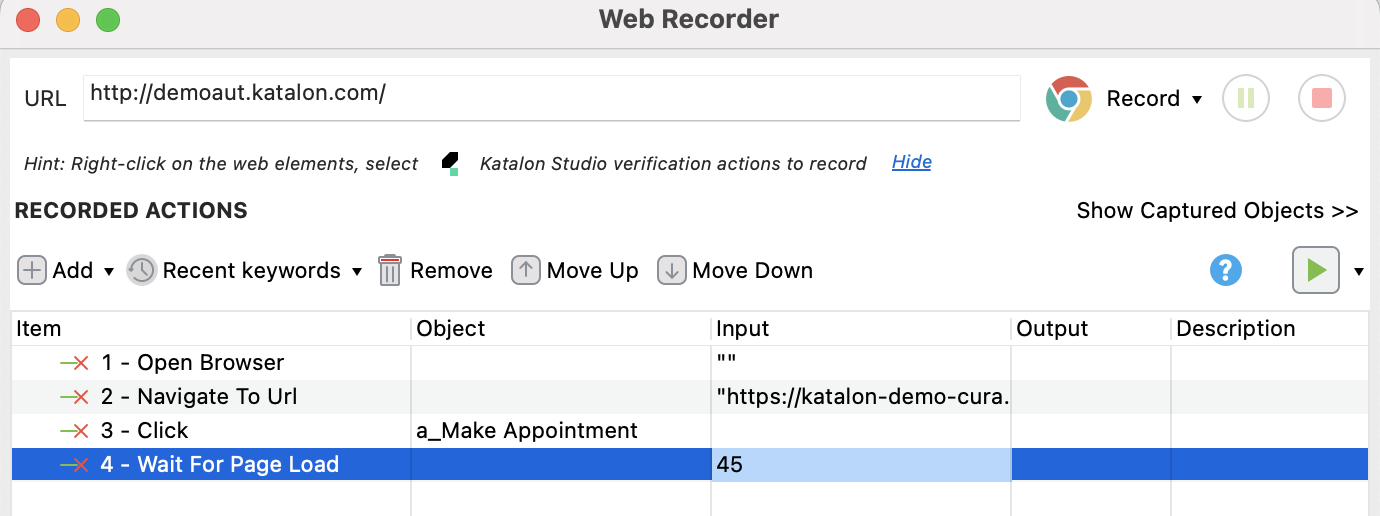 Web Recorder
URL http://demoaut.katalon.com/ Record
Hint: Right-click on the web elements, select Katalon Studio verification actions to record Hide
RECORDED ACTIONS Show Captured Objects >>
Add Recent keywords Remove Move Up Move Down ?
Item Object Input Output Description
1 - Open Browser ""
2 - Navigate To Url "https://katalon-demo-cura.
3 - Click a_Make Appointment
4 - Wait For Page Load 45